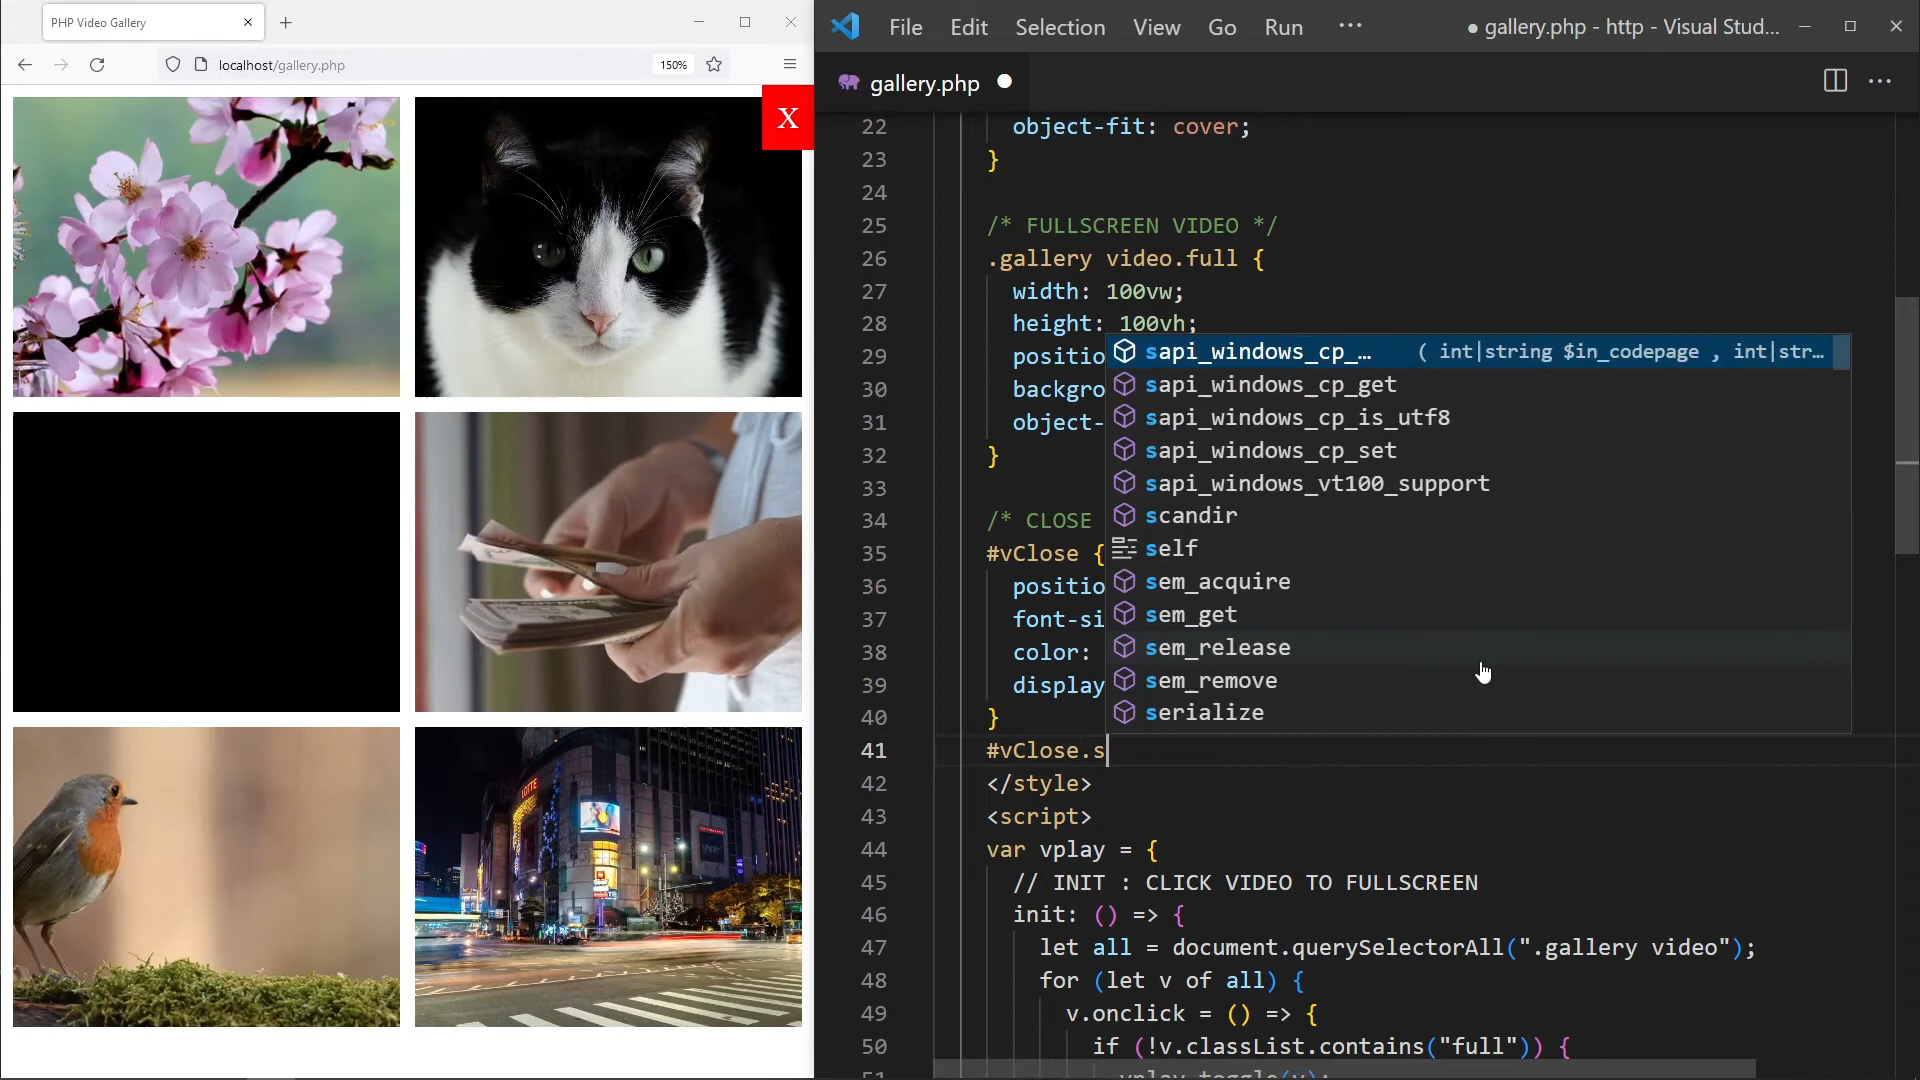 PHP Video Gallery
localhost/gallery.php
150%
X
LOTTE
File Edit Selection View Go Run ···
● gallery.php - http - Visual Stud...
gallery.php
22 object-fit: cover;
23 }
24
25 /* FULLSCREEN VIDEO */
26 .gallery video.full {
27 width: 100vw;
28 height: 100vh;
29 positio
30 backgro
31 object-
32 }
33
34 /* CLOSE
35 #vClose {
36 positio
37 font-si
38 color:
39 display
40 }
41 #vClose.s
42 </style>
43 <script>
44 var vplay = {
45 // INIT : CLICK VIDEO TO FULLSCREEN
46 init: () => {
47 let all = document.querySelectorAll(".gallery video");
48 for (let v of all) {
49 v.onclick = () => {
50 if (!v.classList.contains("full")) {
51 vplay.toggle(v);
sapi_windows_cp_… ( int|string $in_codepage , int|str…
sapi_windows_cp_get
sapi_windows_cp_is_utf8
sapi_windows_cp_set
sapi_windows_vt100_support
scandir
self
sem_acquire
sem_get
sem_release
sem_remove
serialize